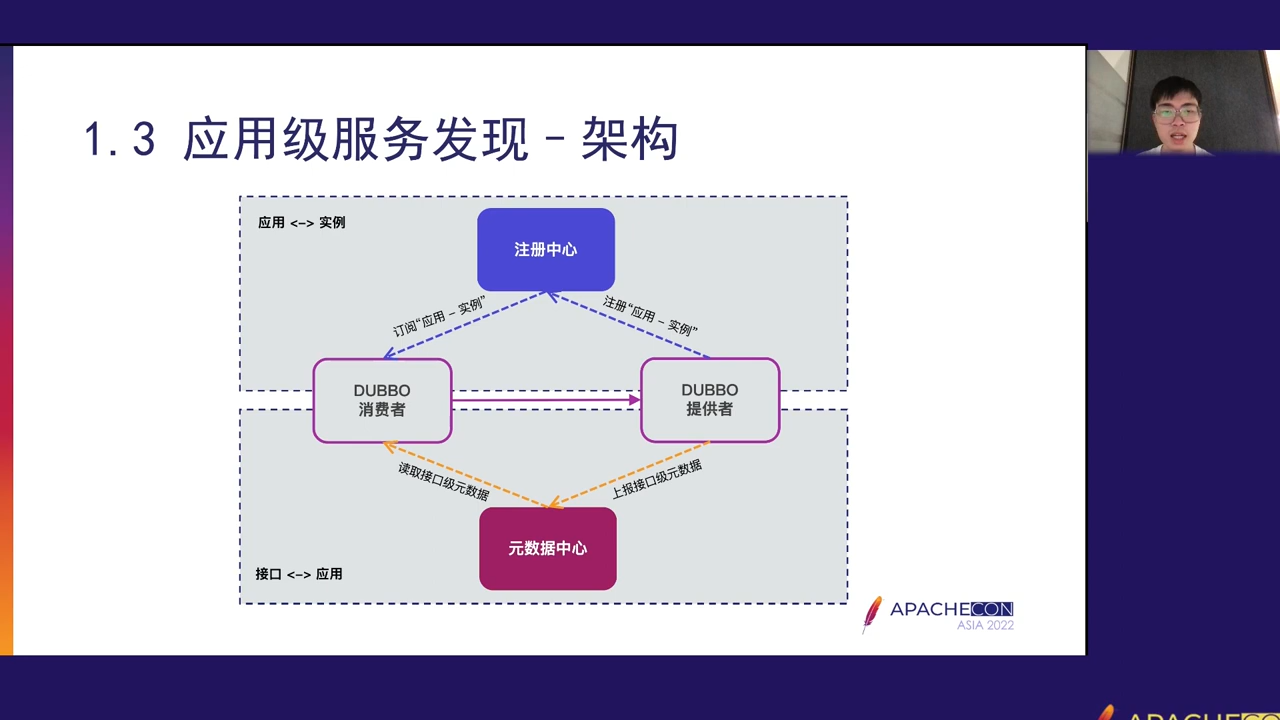 1.3 应用级服务发现 – 架构
应用 <-> 实例
注册中心
订阅“应用 – 实例”
注册“应用 – 实例”
DUBBO
消费者
DUBBO
提供者
读取接口级元数据
上报接口级元数据
元数据中心
接口 <-> 应用
APACHECON
ASIA 2022